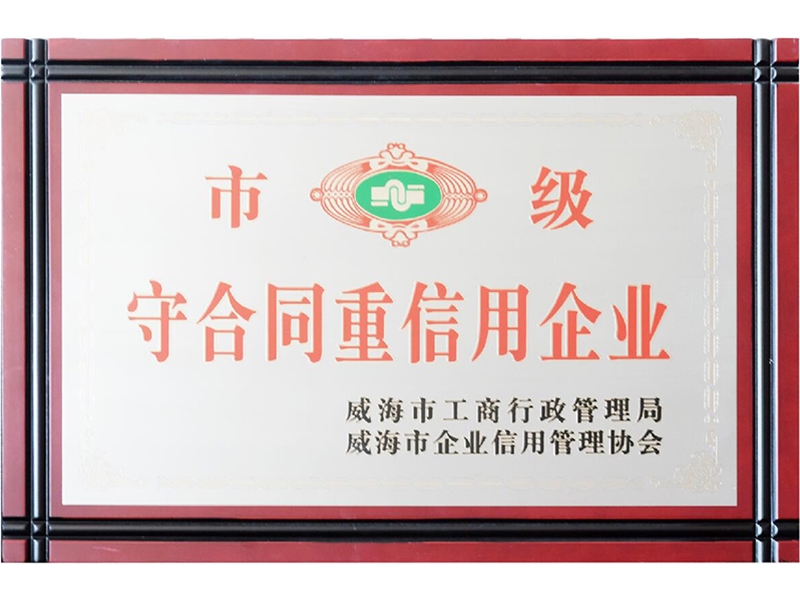 市 级
守合同重信用企业
威海市工商行政管理局
威海市企业信用管理协会